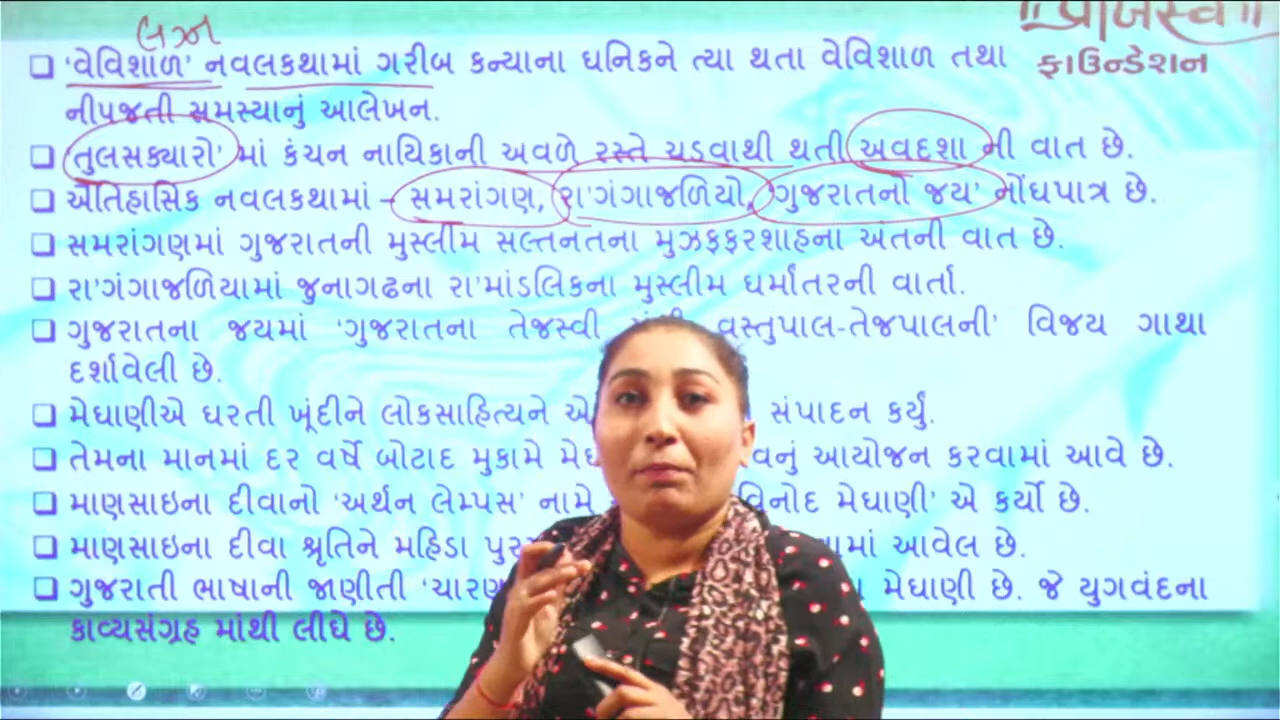 ॥ પ્રાજસ્વ ॥
ફાઉન્ડેશન
લગ્ન
❑ 'વેવિશાળ' નવલકથામાં ગરીબ કન્યાના ધનિકને ત્યા થતા વેવિશાળ તથા
નીપજતી સમસ્યાનું આલેખન.
❑ તુલસક્યારો' માં કંચન નાયિકાની અવળે રસ્તે ચડવાથી થતી અવદશા ની વાત છે.
❑ ઐતિહાસિક નવલકથામાં – સમરાંગણ, રા'ગંગાજળિયો, 'ગુજરાતનો જય' નોંધપાત્ર છે.
❑ સમરાંગણમાં ગુજરાતની મુસ્લીમ સલ્તનતના મુઝફ્ફરશાહના અંતની વાત છે.
❑ રા'ગંગાજળિયામાં જુનાગઢના રા'માંડલિકના મુસ્લીમ ધર્માંતરની વાર્તા.
❑ ગુજરાતના જયમાં 'ગુજરાતના તેજસ્વી વસ્તુપાલ-તેજપાલની' વિજય ગાથા
દર્શાવેલી છે.
❑ મેઘાણીએ ધરતી ખૂંદીને લોકસાહિત્યને સંપાદન કર્યું.
❑ તેમના માનમાં દર વર્ષે બોટાદ મુકામે આયોજન કરવામાં આવે છે.
❑ માણસાઇના દીવાનો 'અર્થન લેમ્પસ' નામે વિનોદ મેઘાણી' એ કર્યો છે.
❑ માણસાઇના દીવા શ્રૃતિને મહિડા આવેલ છે.
❑ ગુજરાતી ભાષાની જાણીતી મેઘાણી છે. જે યુગવંદના
કાવ્યસંગ્રહ માંથી લીધે છે.